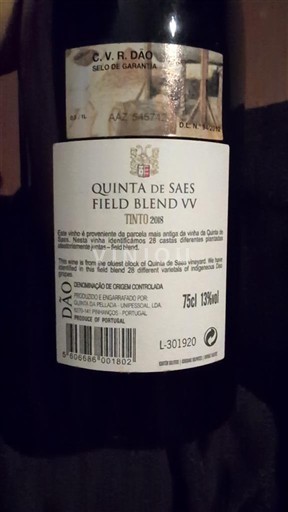 C. V. R. DÃO
SELO DE GARANTIA
AAZ
QUINTA DE SAES
FIELD BLEND VV
TINTO 2018
Este vinho é proveniente da parcela mais antiga da vinha da Quinta de
Saes. Nesta vinha identificámos 28 castas diferentes plantadas
aleatoriamente juntas – field blend.
This wine is from the oldest block of Quinta de Saes vineyard. We have
identified in this field blend 28 different varietals of indigenous Dão
grapes.
DÃO
DENOMINAÇÃO DE ORIGEM CONTROLADA
PRODUZIDO E ENGARRAFADO POR:
QUINTA DA PELLADA - UNIPESSOAL, LDA.
PINHANÇOS - PORTUGAL
PRODUCE OF PORTUGAL
75cl 13%vol
5 606686 001802
L-301920